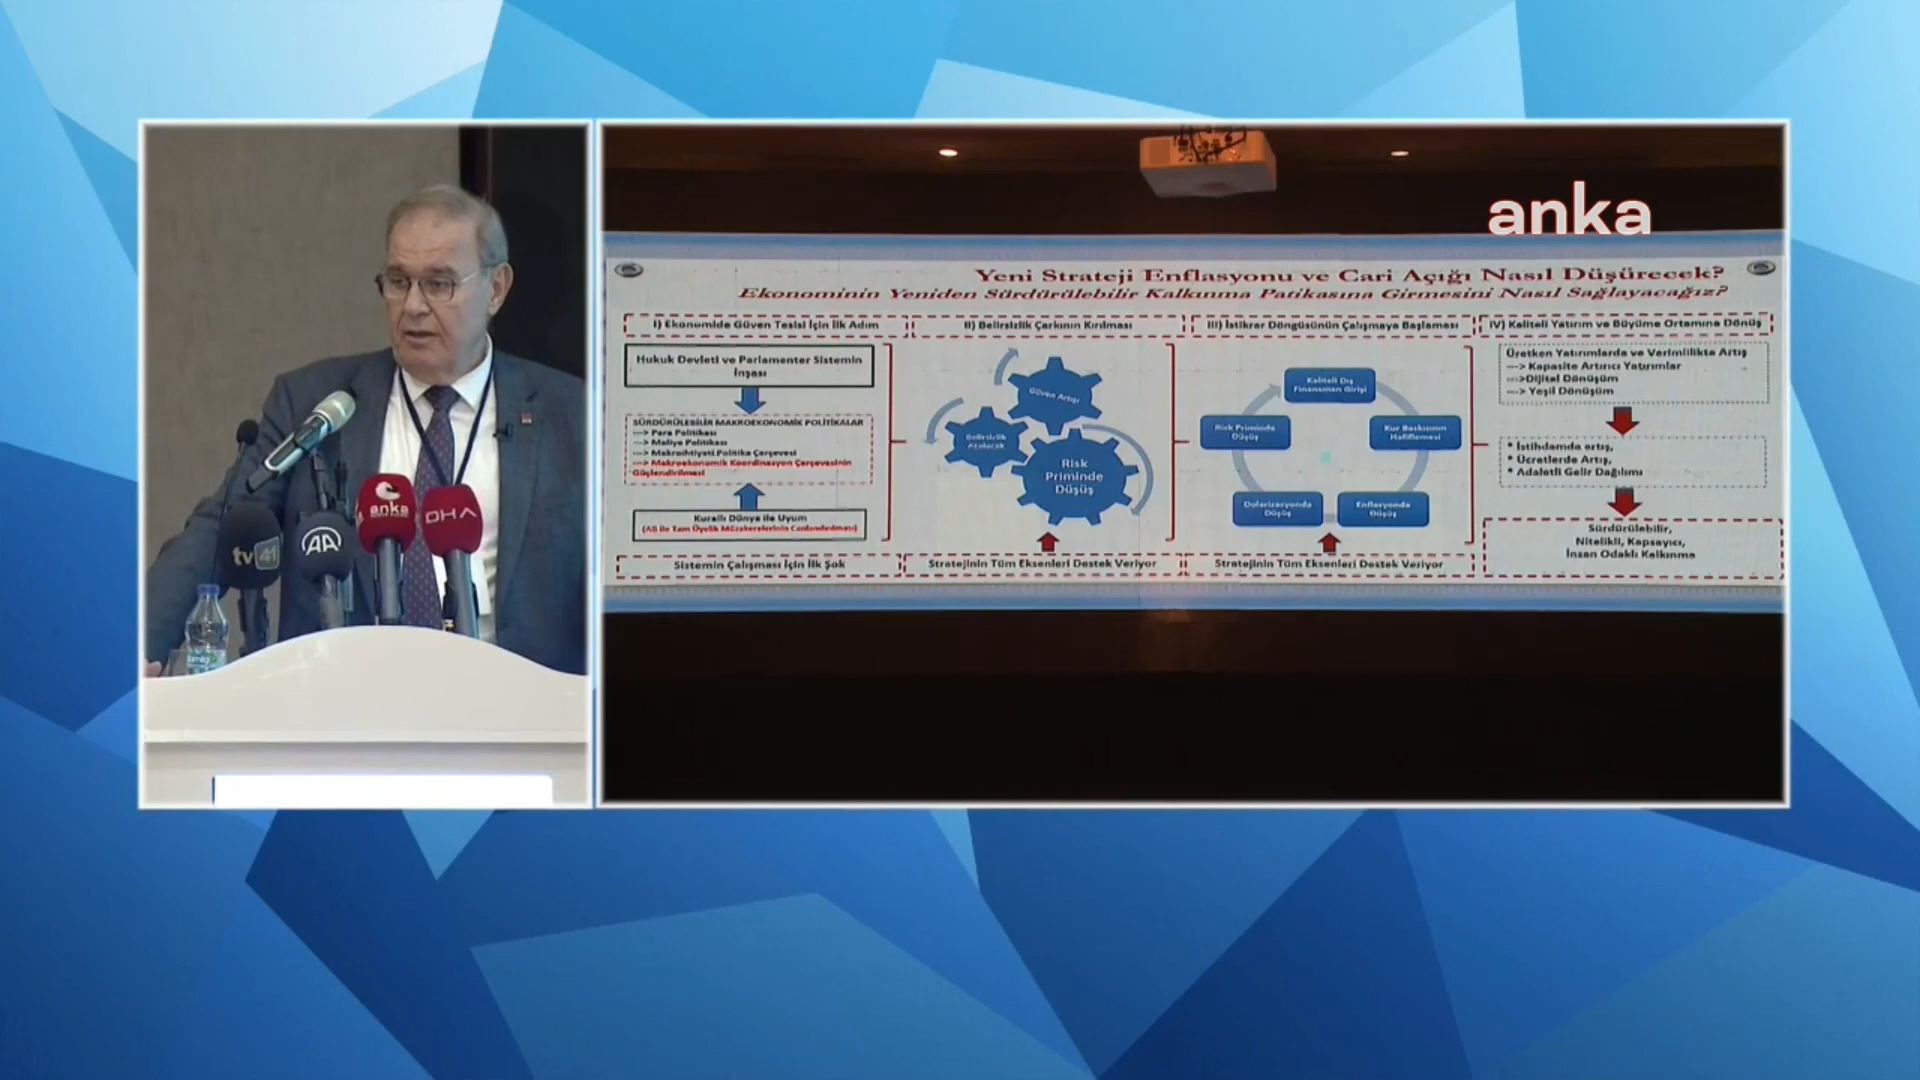 anka
Yeni Strateji Enflasyonu ve Cari Açığı Nasıl Düşürecek?
Ekonominin Yeniden Sürdürülebilir Kalkınma Patikasına Girmesini Nasıl Sağlayacağız?
I) Ekonomide Güven Tesisi İçin İlk Adım
Hukuk Devleti ve Parlamenter Sistemin
İnşası
SÜRDÜRÜLEBİLİR MAKROEKONOMİK POLİTİKALAR
---> Para Politikası
---> Maliye Politikası
---> Makroihtiyati Politika Çerçevesi
---> Makroekonomik Koordinasyon Çerçevesinin
Güçlendirilmesi
Kurallı Dünya ile Uyum
(AB ile Tam Üyelik Müzakerelerinin Canlandırılması)
Sistemin Çalışması İçin İlk Şok
II) Belirsizlik Çarkının Kırılması
Güven Artışı
Belirsizlik
Azalacak
Risk
Priminde
Düşüş
Stratejinin Tüm Eksenleri Destek Veriyor
III) İstikrar Döngüsünün Çalışmaya Başlaması
Kaliteli Dış
Finansman Girişi
Risk Priminde
Düşüş
Kur Baskısının
Hafiflemesi
Dolarizasyonda
Düşüş
Enflasyonda
Düşüş
Stratejinin Tüm Eksenleri Destek Veriyor
IV) Kaliteli Yatırım ve Büyüme Ortamına Dönüş
Üretken Yatırımlarda ve Verimlilikte Artış
---> Kapasite Artırıcı Yatırımlar
--->Dijital Dönüşüm
---> Yeşil Dönüşüm
* İstihdamda artış,
* Ücretlerde Artış,
* Adaletli Gelir Dağılımı
Sürdürülebilir,
Nitelikli, Kapsayıcı,
İnsan Odaklı Kalkınma
tv41
AA
anka
DHA